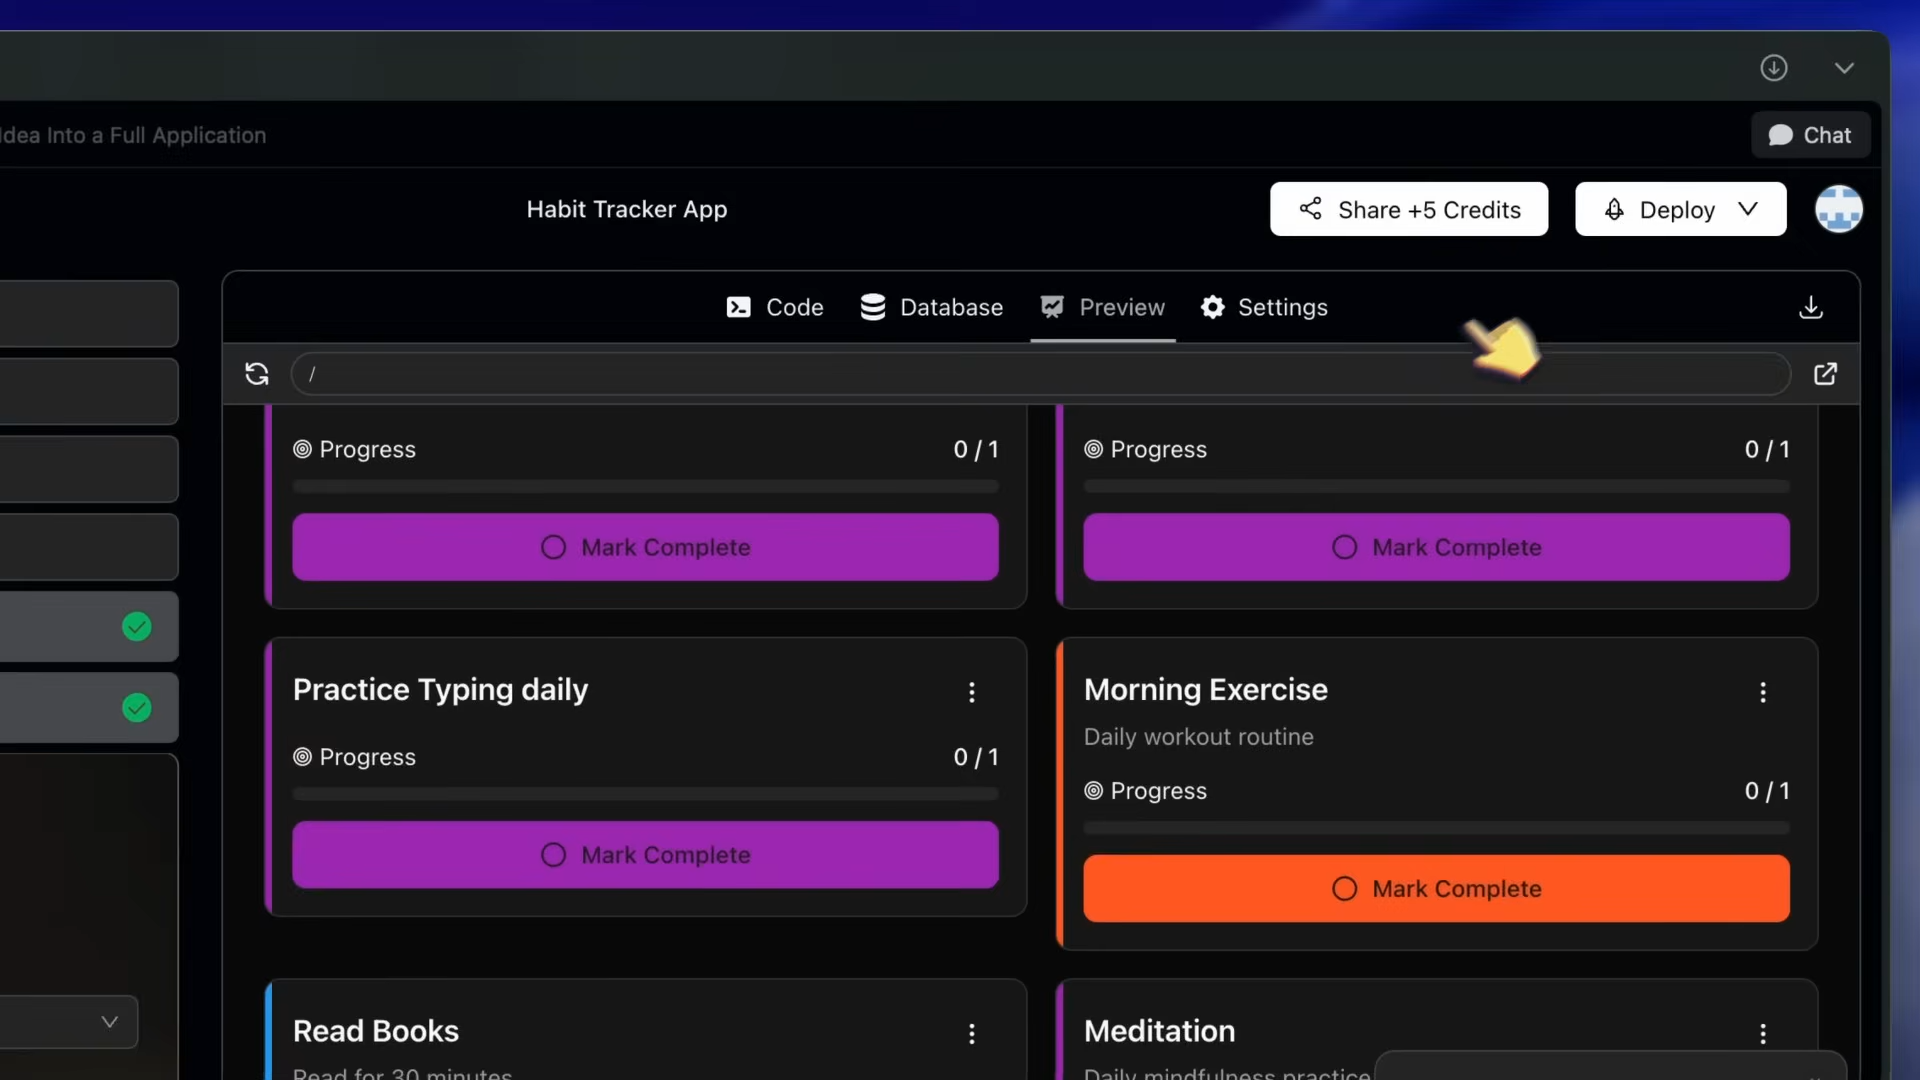 Idea Into a Full Application
Chat
Habit Tracker App
Share +5 Credits
Deploy
Code
Database
Preview
Settings
/
Progress
0 / 1
Progress
0 / 1
Mark Complete
Mark Complete
Practice Typing daily
Progress
0 / 1
Mark Complete
Morning Exercise
Daily workout routine
Progress
0 / 1
Mark Complete
Read Books
Read for 30 minutes
Meditation
Daily mindfulness practice